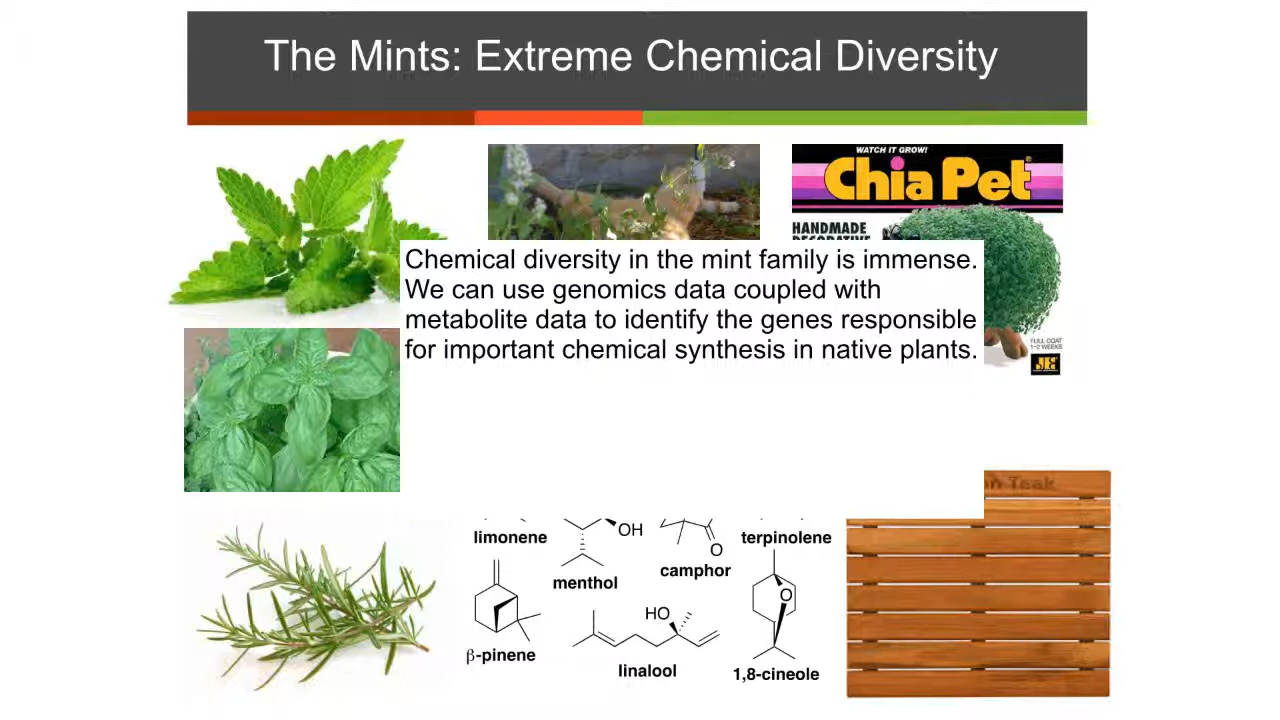 The Mints: Extreme Chemical Diversity
WATCH IT GROW!
Chia Pet®
HANDMADE
DECORATIVE
Chemical diversity in the mint family is immense.
We can use genomics data coupled with
metabolite data to identify the genes responsible
for important chemical synthesis in native plants.
FULL COAT
1-2 WEEKS
Teak
OH
O
limonene
menthol
camphor
terpinolene
HO
O
β-pinene
linalool
1,8-cineole